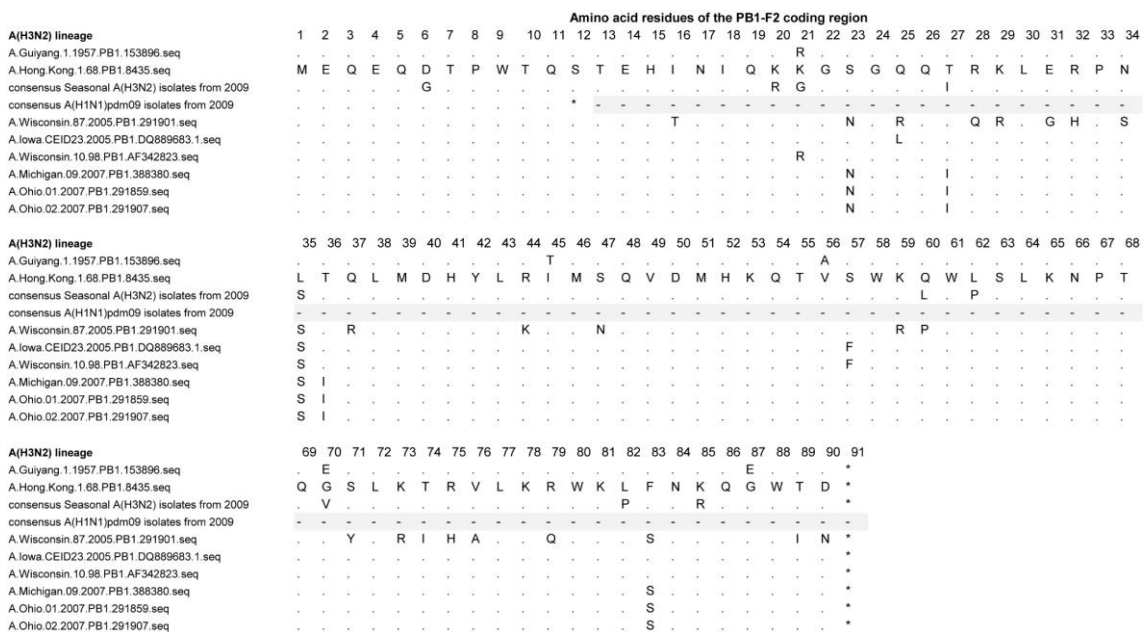 Amino acid residues of the PB1-F2 coding region
A(H3N2) lineage 1 2 3 4 5 6 7 8 9 10 11 12 13 14 15 16 17 18 19 20 21 22 23 24 25 26 27 28 29 30 31 32 33 34
A.Guiyang.1.1957.PB1.153896.seq . . . . . . . . . . . . . . . . . . . . R . . . . . . . . . . . . .
A.Hong.Kong.1.68.PB1.8435.seq M E Q E Q D T P W T Q S T E H I N I Q K K G S G Q Q T R K L E R P N
consensus Seasonal A(H3N2) isolates from 2009 . . . . . G . . . . . . . . . . . . . R G . . . . . I . . . . . . .
consensus A(H1N1)pdm09 isolates from 2009 . . . . . . . . . . . * - - - - - - - - - - - - - - - - - - - - - -
A.Wisconsin.87.2005.PB1.291901.seq . . . . . . . . . . . . . . . T . . . . . . N . R . . Q R . G H . S
A.Iowa.CEID23.2005.PB1.DQ889683.1.seq . . . . . . . . . . . . . . . . . . . . . . . . L . . . . . . . . .
A.Wisconsin.10.98.PB1.AF342823.seq . . . . . . . . . . . . . . . . . . . . R . . . . . . . . . . . . .
A.Michigan.09.2007.PB1.388380.seq . . . . . . . . . . . . . . . . . . . . . . N . . . I . . . . . . .
A.Ohio.01.2007.PB1.291859.seq . . . . . . . . . . . . . . . . . . . . . . N . . . I . . . . . . .
A.Ohio.02.2007.PB1.291907.seq . . . . . . . . . . . . . . . . . . . . . . N . . . I . . . . . . .
A(H3N2) lineage 35 36 37 38 39 40 41 42 43 44 45 46 47 48 49 50 51 52 53 54 55 56 57 58 59 60 61 62 63 64 65 66 67 68
A.Guiyang.1.1957.PB1.153896.seq . . . . . . . . . . T . . . . . . . . . . A . . . . . . . . . . . .
A.Hong.Kong.1.68.PB1.8435.seq L T Q L M D H Y L R I M S Q V D M H K Q T V S W K Q W L S L K N P T
consensus Seasonal A(H3N2) isolates from 2009 S . . . . . . . . . . . . . . . . . . . . . . . . L . P . . . . . .
consensus A(H1N1)pdm09 isolates from 2009 - - - - - - - - - - - - - - - - - - - - - - - - - - - - - - - - - -
A.Wisconsin.87.2005.PB1.291901.seq S . R . . . . . . K . . N . . . . . . . . . . . R P . . . . . . . .
A.Iowa.CEID23.2005.PB1.DQ889683.1.seq S . . . . . . . . . . . . . . . . . . . . . F . . . . . . . . . . .
A.Wisconsin.10.98.PB1.AF342823.seq S . . . . . . . . . . . . . . . . . . . . . F . . . . . . . . . . .
A.Michigan.09.2007.PB1.388380.seq S I . . . . . . . . . . . . . . . . . . . . . . . . . . . . . . . .
A.Ohio.01.2007.PB1.291859.seq S I . . . . . . . . . . . . . . . . . . . . . . . . . . . . . . . .
A.Ohio.02.2007.PB1.291907.seq S I . . . . . . . . . . . . . . . . . . . . . . . . . . . . . . . .
A(H3N2) lineage 69 70 71 72 73 74 75 76 77 78 79 80 81 82 83 84 85 86 87 88 89 90 91
A.Guiyang.1.1957.PB1.153896.seq . E . . . . . . . . . . . . . . . . E . . . *
A.Hong.Kong.1.68.PB1.8435.seq Q G S L K T R V L K R W K L F N K Q G W T D *
consensus Seasonal A(H3N2) isolates from 2009 . V . . . . . . . . . . . P . . R . . . . . *
consensus A(H1N1)pdm09 isolates from 2009 - - - - - - - - - - - - - - - - - - - - - - -
A.Wisconsin.87.2005.PB1.291901.seq . . Y . R I H A . . Q . . . S . . . . . I N *
A.Iowa.CEID23.2005.PB1.DQ889683.1.seq . . . . . . . . . . . . . . . . . . . . . . *
A.Wisconsin.10.98.PB1.AF342823.seq . . . . . . . . . . . . . . . . . . . . . . *
A.Michigan.09.2007.PB1.388380.seq . . . . . . . . . . . . . . S . . . . . . . *
A.Ohio.01.2007.PB1.291859.seq . . . . . . . . . . . . . . S . . . . . . . *
A.Ohio.02.2007.PB1.291907.seq . . . . . . . . . . . . . . S . . . . . . . *